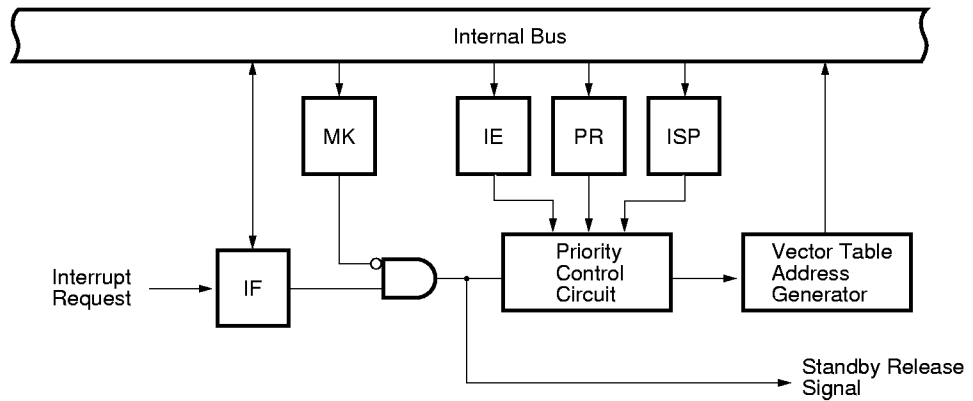 Internal Bus
MK
IE
PR
ISP
Interrupt
Request
IF
Priority
Control
Circuit
Vector Table
Address
Generator
Standby Release
Signal